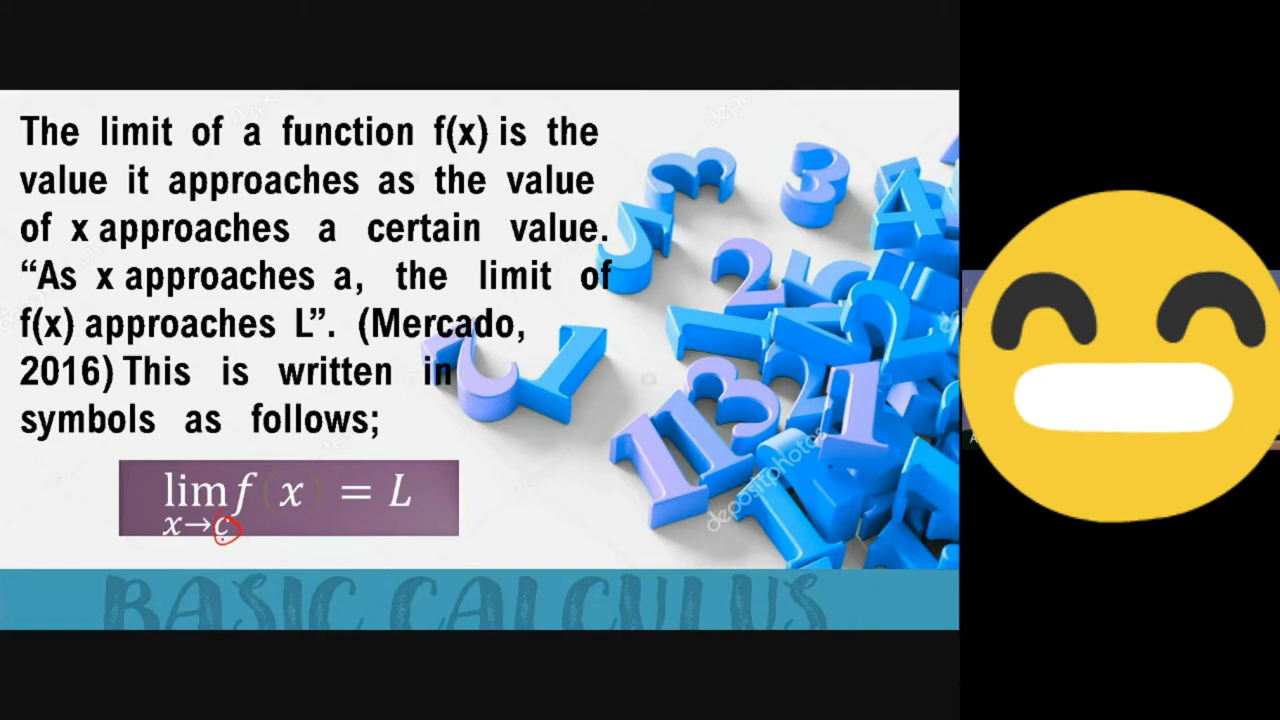 The limit of a function f(x) is the
value it approaches as the value
of x approaches a certain value.
“As x approaches a, the limit of
f(x) approaches L”. (Mercado,
2016) This is written in
symbols as follows;
lim f(x) = L
x→c
BASIC CALCULUS
depositphotos